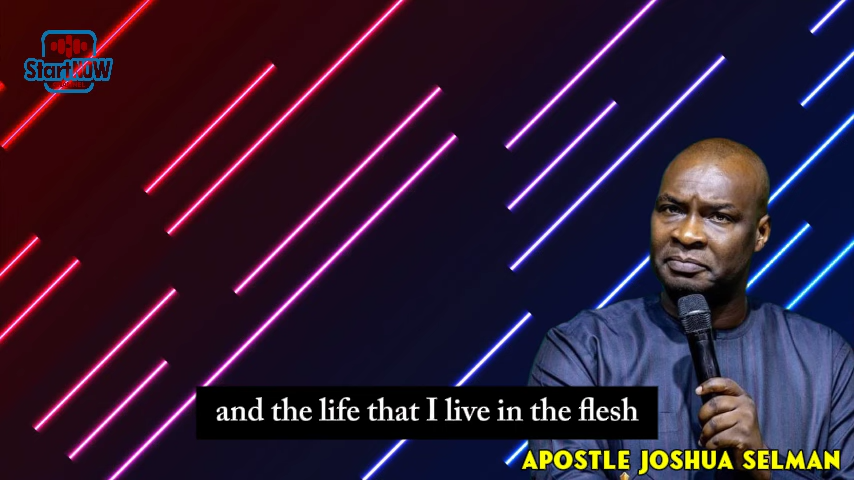 StartNOW
and the life that I live in the flesh
APOSTLE JOSHUA SELMAN